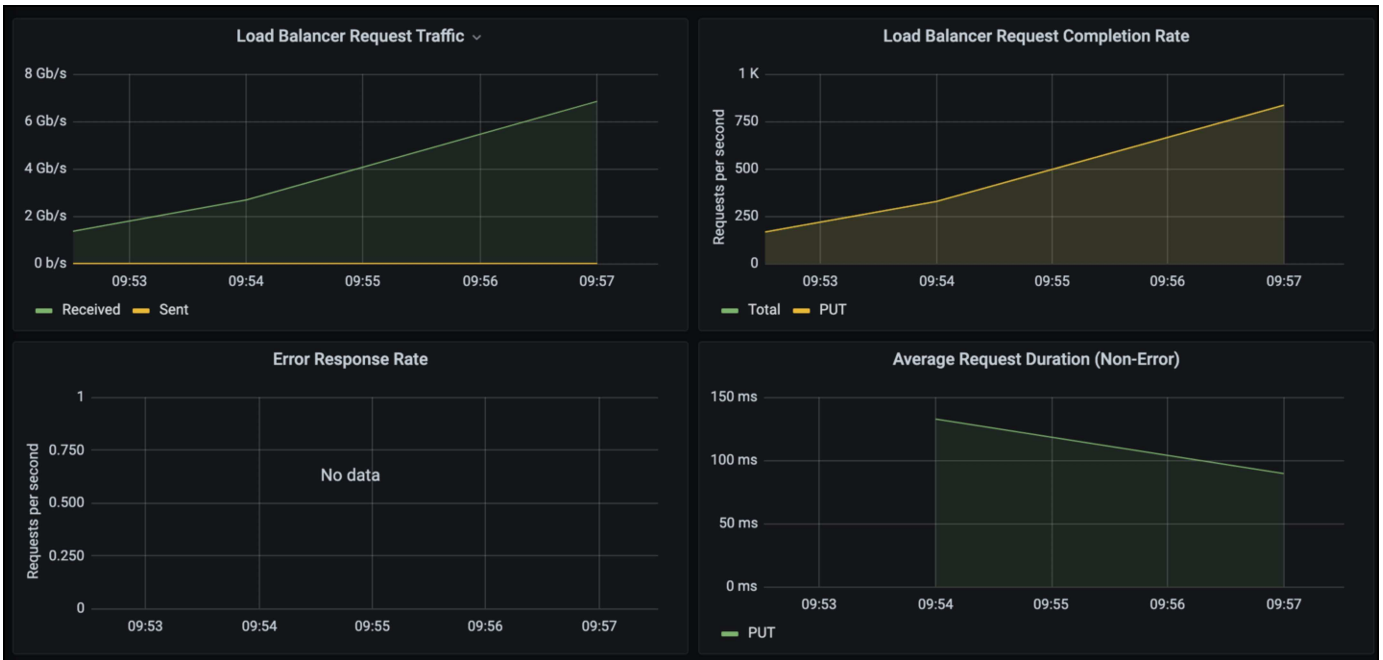 Load Balancer Request Traffic
8 Gb/s
6 Gb/s
4 Gb/s
2 Gb/s
0 b/s
09:53 09:54 09:55 09:56 09:57
Received Sent
Load Balancer Request Completion Rate
Requests per second
1 K
750
500
250
0
09:53 09:54 09:55 09:56 09:57
Total PUT
Error Response Rate
Requests per second
1
0.750
0.500
0.250
0
No data
09:53 09:54 09:55 09:56 09:57
Average Request Duration (Non-Error)
150 ms
100 ms
50 ms
0 ms
09:53 09:54 09:55 09:56 09:57
PUT